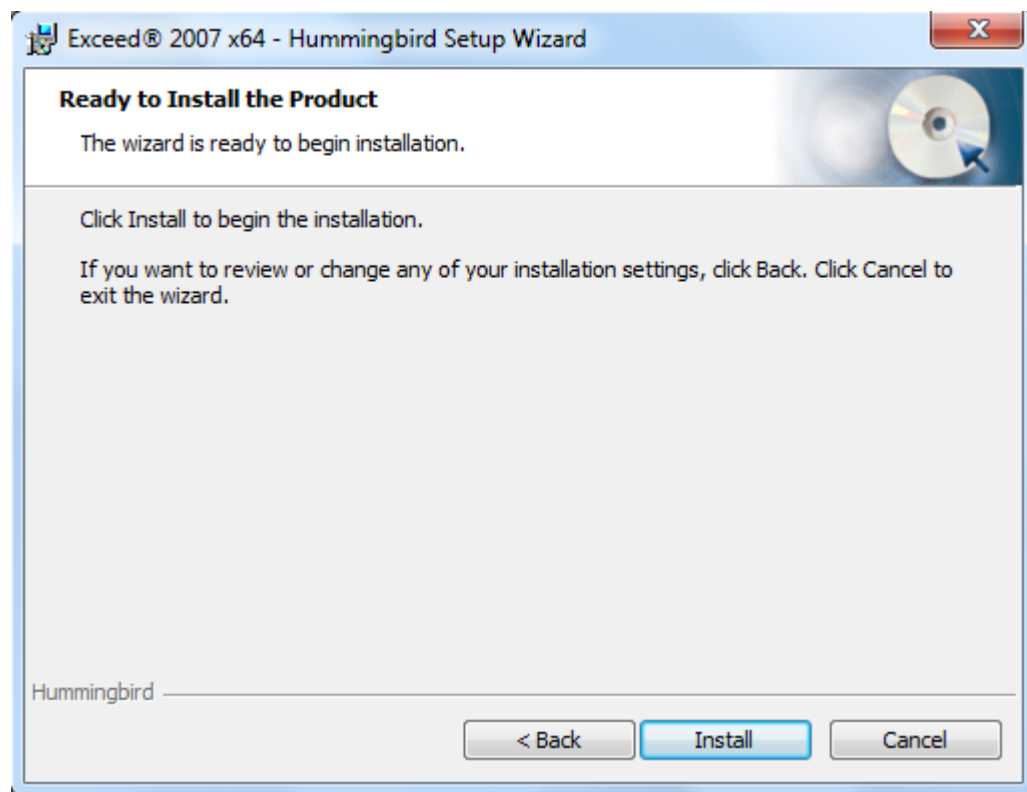 Exceed® 2007 x64 - Hummingbird Setup Wizard
Ready to Install the Product
The wizard is ready to begin installation.
Click Install to begin the installation.
If you want to review or change any of your installation settings, click Back. Click Cancel to
exit the wizard.
Hummingbird
< Back Install Cancel